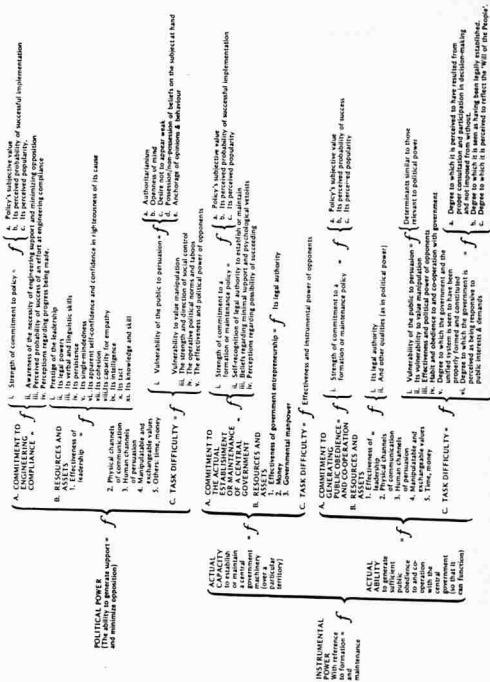 POLITICAL POWER
(The ability to generate support =
and minimize opposition)
f
A. COMMITMENT TO
ENGINEERING
COMPLIANCE =
f
i. Strength of commitment to policy =
f
a. Policy's subjective value
b. Its perceived probability of successful implementation
c. Its perceived popularity.
ii. Awareness of the necessity of engineering support and minimizing opposition
iii. Perceived probability of success of an effort at engineering compliance
iv. Perceptions regarding progress being made.
B. RESOURCES AND
ASSETS
1. Effectiveness of
leadership =
f
i. Prestige of the leadership
ii. Its legal powers
iii. Its verbal and linguistic skills
iv. Its persistence
v. Its singlemindedness
vi. Its apparent self-confidence and confidence in righteousness of its cause
vii. Its cohesiveness
viii. Its capacity for empathy
ix. Its intelligence
x. Its tact
xi. Its knowledge and skill
2. Physical channels
of communication
3. Human channels
of persuasion
4. Manipulatable and
exchangeable values
5. Others: time, money
C. TASK DIFFICULTY =
f
i. Vulnerability of the public to persuasion =
f
a. Authoritarianism
b. Openness of mind
c. Desire not to appear weak
d. Possession/non-possession of beliefs on the subject at hand
e. Anchorage of opinions & behaviour
ii. Vulnerability to value manipulation
iii. The extent and direction of social control
iv. The operative political norms and taboos
v. The effectiveness and political power of opponents
INSTRUMENTAL
POWER
With reference
to formation =
and
maintenance
f
ACTUAL
CAPACITY
to establish
or maintain
central
government =
machinery
(over a
particular
territory)
f
A. COMMITMENT TO
THE ACTUAL
ESTABLISHMENT
OR MAINTENANCE
OF A CENTRAL
GOVERNMENT =
f
i. Strength of commitment to a
formation or maintenance policy =
f
a. Policy's subjective value
b. Its perceived probability of successful implementation
c. Its perceived popularity
ii. Self-recognition of legal authority to establish or maintain
iii. Beliefs regarding minimal support and psychological vetoists
iv. Perceptions regarding possibility of succeeding
B. RESOURCES AND
ASSETS
1. Effectiveness of government entrepreneurship =
f
Its legal authority
2. Money
3. Governmental manpower
C. TASK DIFFICULTY =
f
Effectiveness and instrumental power of opponents
ACTUAL
ABILITY
to generate
sufficient
public
obedience =
to and co-
operation
with the
central
government
(so that it
can function)
f
A. COMMITMENT TO
GENERATING
PUBLIC OBEDIENCE =
AND CO-OPERATION
f
i. Strength of commitment to a
formation or maintenance policy =
f
a. Policy's subjective value
b. Its perceived probability of success
c. Its perceived popularity
B. RESOURCES AND
ASSETS
1. Effectiveness of
leadership =
f
i. Its legal authority
ii. And other qualities (as in political power)
2. Physical channels
of communication
3. Human channels
of persuasion
4. Manipulatable and
exchangeable values
5. Time, money
C. TASK DIFFICULTY =
f
i. Vulnerability of the public to persuasion =
f
Determinants similar to those
relevant to political power
ii. Its vulnerability to value manipulation
iii. Effectiveness and political power of opponents
iv. Habit and obedience to and co-operation with government
v. Degree to which the government and the
unified system is seen to have been
properly formed and constituted
f
a. Degree to which it is perceived to have resulted from
proper consultation and participation in decision-making
and not imposed from without.
b. Degree to which it is seen as having been legally established.
c. Degree to which it is perceived to reflect the 'Will of the People'.
vi. Degree to which the government is
perceived as being responsive to
public interests & demands